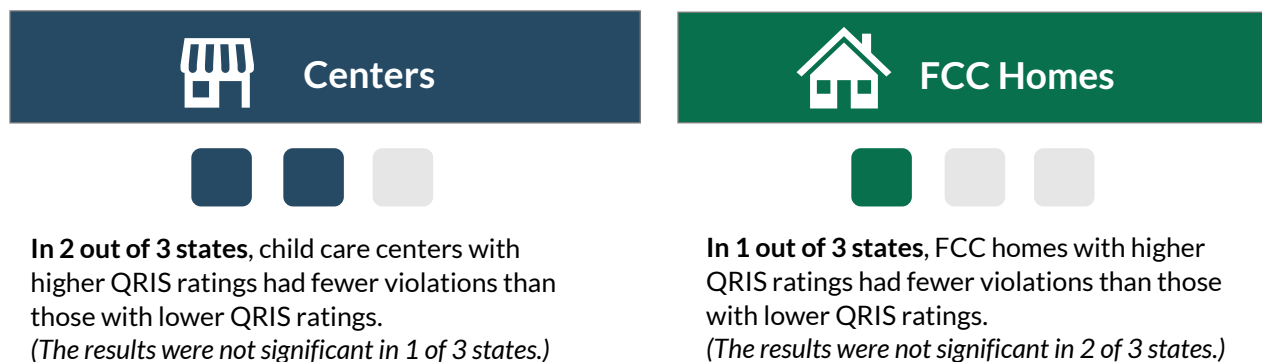 Centers
In 2 out of 3 states, child care centers with
higher QRIS ratings had fewer violations than
those with lower QRIS ratings.
(The results were not significant in 1 of 3 states.)
FCC Homes
In 1 out of 3 states, FCC homes with higher
QRIS ratings had fewer violations than those
with lower QRIS ratings.
(The results were not significant in 2 of 3 states.)